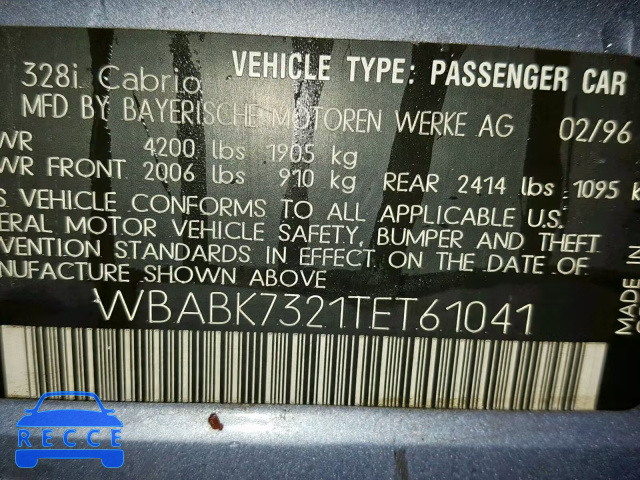 328i Cabrio VEHICLE TYPE: PASSENGER CAR
MFD BY BAYERISCHE MOTOREN WERKE AG 02/96
WR 4200 lbs 1905 kg
WR FRONT 2006 lbs 910 kg REAR 2414 lbs 1095 k
S VEHICLE CONFORMS TO ALL APPLICABLE U.S.
ERAL MOTOR VEHICLE SAFETY, BUMPER AND THEFT
VENTION STANDARDS IN EFFECT ON THE DATE OF
NUFACTURE SHOWN ABOVE
WBABK7321TET61041
MADE IN
RECCE